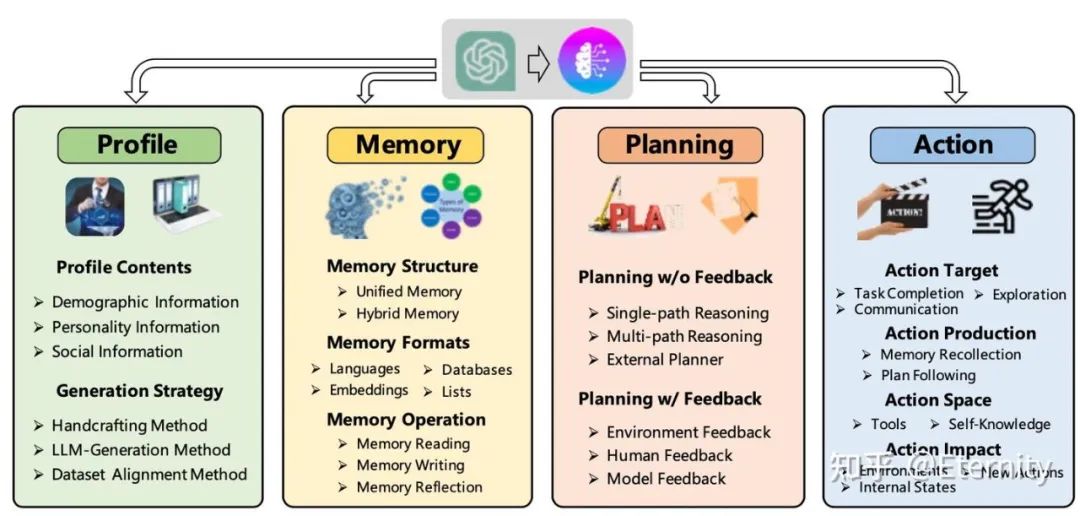 Profile
Profile Contents
Demographic Information
Personality Information
Social Information
Generation Strategy
Handcrafting Method
LLM-Generation Method
Dataset Alignment Method
Memory
Types of
Memory
Memory Structure
Unified Memory
Hybrid Memory
Memory Formats
Languages
Databases
Embeddings
Lists
Memory Operation
Memory Reading
Memory Writing
Memory Reflection
Planning
PLA
Planning w/o Feedback
Single-path Reasoning
Multi-path Reasoning
External Planner
Planning w/ Feedback
Environment Feedback
Human Feedback
Model Feedback
Action
ACTION!
Action Target
Task Completion
Exploration
Communication
Action Production
Memory Recollection
Plan Following
Action Space
Tools
Self-Knowledge
Action Impact
Environments
New Actions
Internal States
知乎 @Eternity